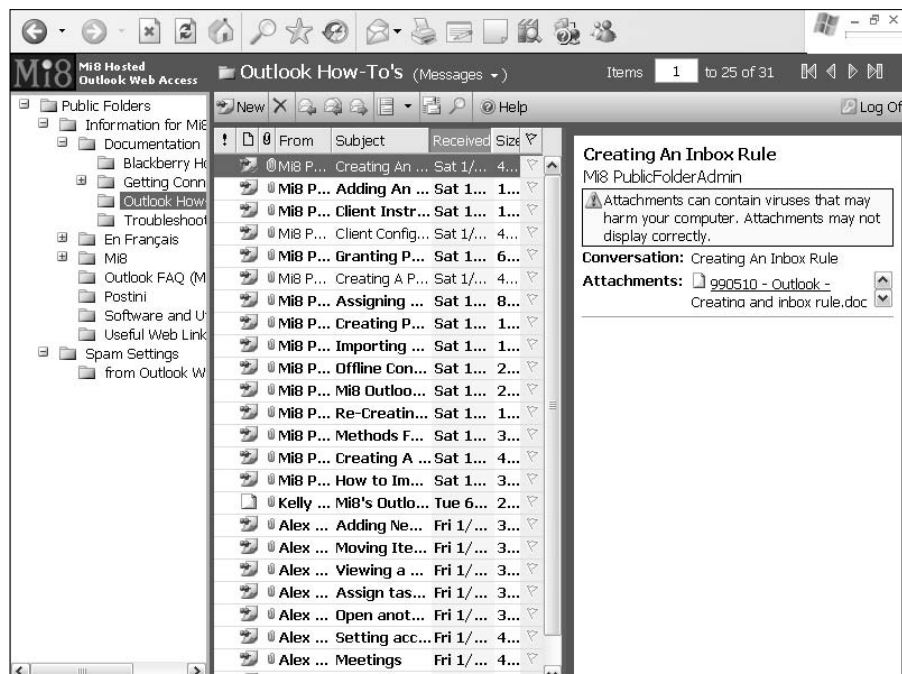 Mi8 Mi8 Hosted Outlook Web Access
Outlook How-To's (Messages)
Items 1 to 25 of 31
New
Help
Log Of
Public Folders
Information for Mi8
Documentation
Blackberry Ho
Getting Conn
Outlook How-
Troubleshoot
En Français
Mi8
Outlook FAQ (M
Postini
Software and U
Useful Web Link
Spam Settings
from Outlook W
! From Subject Received Size
Mi8 P... Creating An ... Sat 1/... 4...
Mi8 P... Adding An ... Sat 1... 1...
Mi8 P... Client Instr... Sat 1... 1...
Mi8 P... Client Config... Sat 1/... 4...
Mi8 P... Granting P... Sat 1... 6...
Mi8 P... Creating A P... Sat 1/... 4...
Mi8 P... Assigning ... Sat 1... 8...
Mi8 P... Creating P... Sat 1... 1...
Mi8 P... Importing ... Sat 1... 1...
Mi8 P... Offline Con... Sat 1... 2...
Mi8 P... Mi8 Outloo... Sat 1... 2...
Mi8 P... Re-Creatin... Sat 1... 1...
Mi8 P... Methods F... Sat 1... 3...
Mi8 P... Creating A ... Sat 1... 4...
Mi8 P... How to Im... Sat 1... 3...
Kelly ... Mi8's Outlo... Tue 6... 2...
Alex ... Adding Ne... Fri 1/... 3...
Alex ... Moving Ite... Fri 1/... 3...
Alex ... Viewing a ... Fri 1/... 3...
Alex ... Assign tas... Fri 1/... 3...
Alex ... Open anot... Fri 1/... 3...
Alex ... Setting acc... Fri 1/... 4...
Alex ... Meetings Fri 1/... 4...
Creating An Inbox Rule
Mi8 PublicFolderAdmin
Attachments can contain viruses that may
harm your computer. Attachments may not
display correctly.
Conversation: Creating An Inbox Rule
Attachments: 990510 - Outlook -
Creating and inbox rule.doc